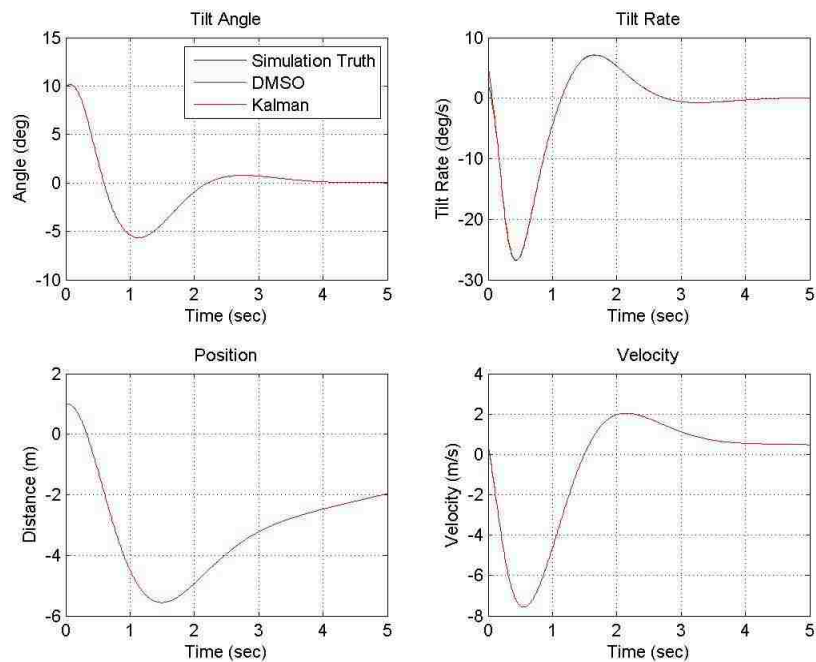 Tilt Angle
Angle (deg)
15
10
5
0
-5
-10
Simulation Truth
DMSO
Kalman
0 1 2 3 4 5
Time (sec)
Tilt Rate
Tilt Rate (deg/s)
10
0
-10
-20
-30
0 1 2 3 4 5
Time (sec)
Position
Distance (m)
2
0
-2
-4
-6
0 1 2 3 4 5
Time (sec)
Velocity
Velocity (m/s)
4
2
0
-2
-4
-6
-8
0 1 2 3 4 5
Time (sec)